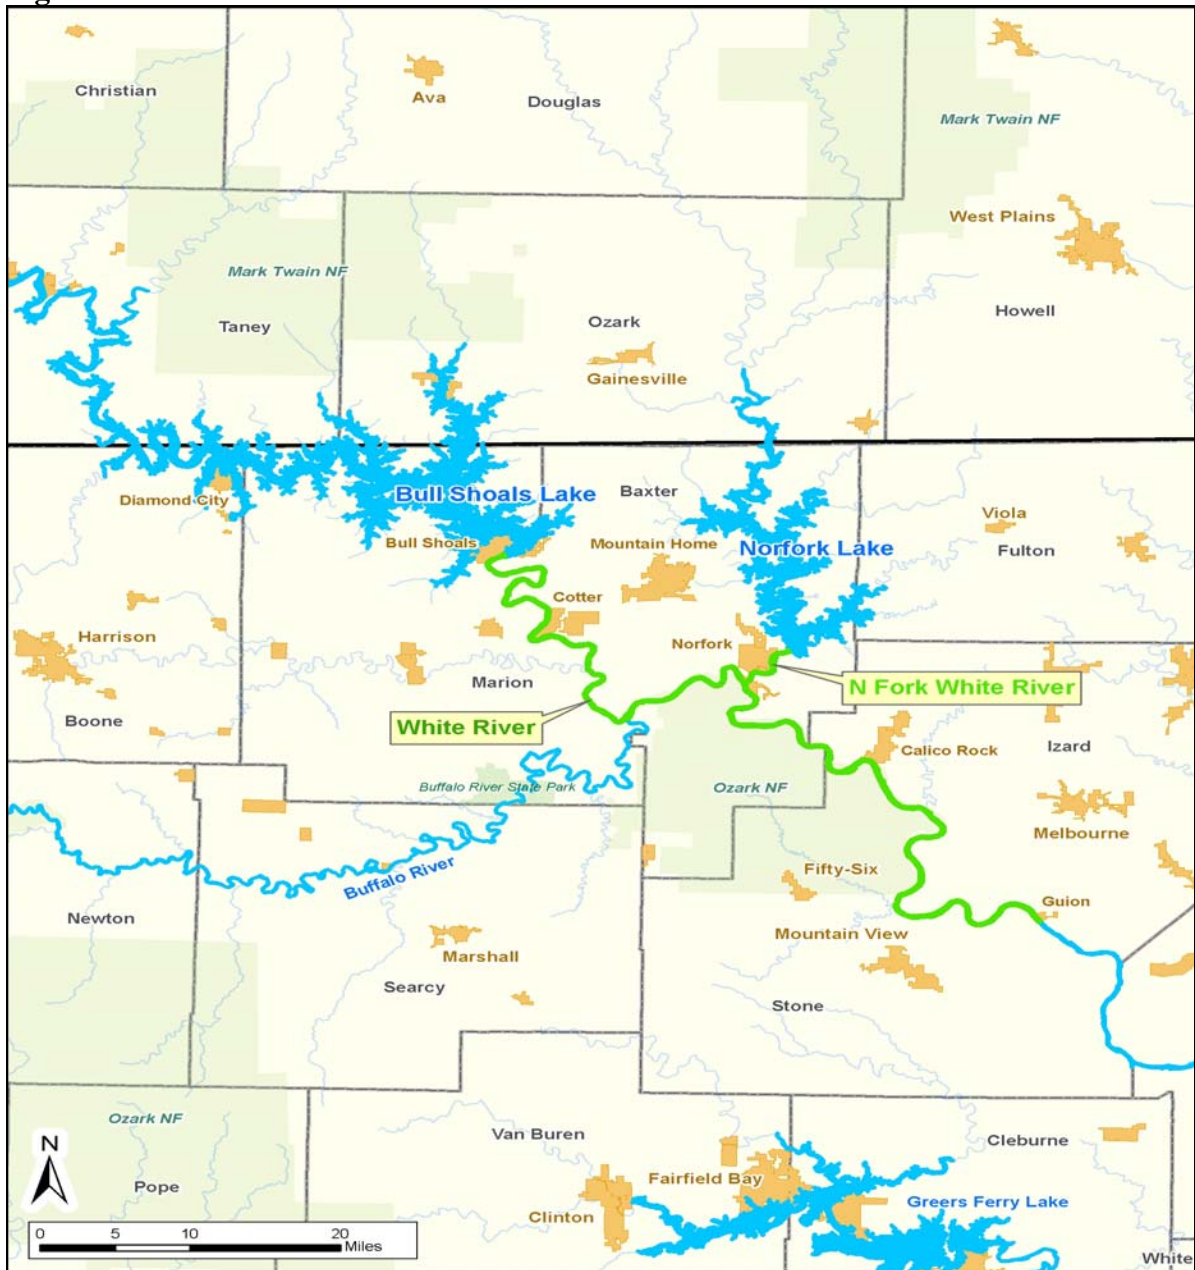 Christian
Ava
Douglas
Mark Twain NF
West Plains
Mark Twain NF
Taney
Ozark
Howell
Gainesville
Diamond City
Bull Shoals Lake
Baxter
Viola
Bull Shoals
Mountain Home
Norfork Lake
Fulton
Cotter
Harrison
Norfork
Marion
N Fork White River
Boone
White River
Calico Rock
Izard
Buffalo River State Park
Ozark NF
Melbourne
Fifty-Six
Buffalo River
Guion
Newton
Mountain View
Marshall
Searcy
Stone
Ozark NF
Van Buren
Cleburne
N
Fairfield Bay
Pope
Greers Ferry Lake
Clinton
0 5 10 20
Miles
White